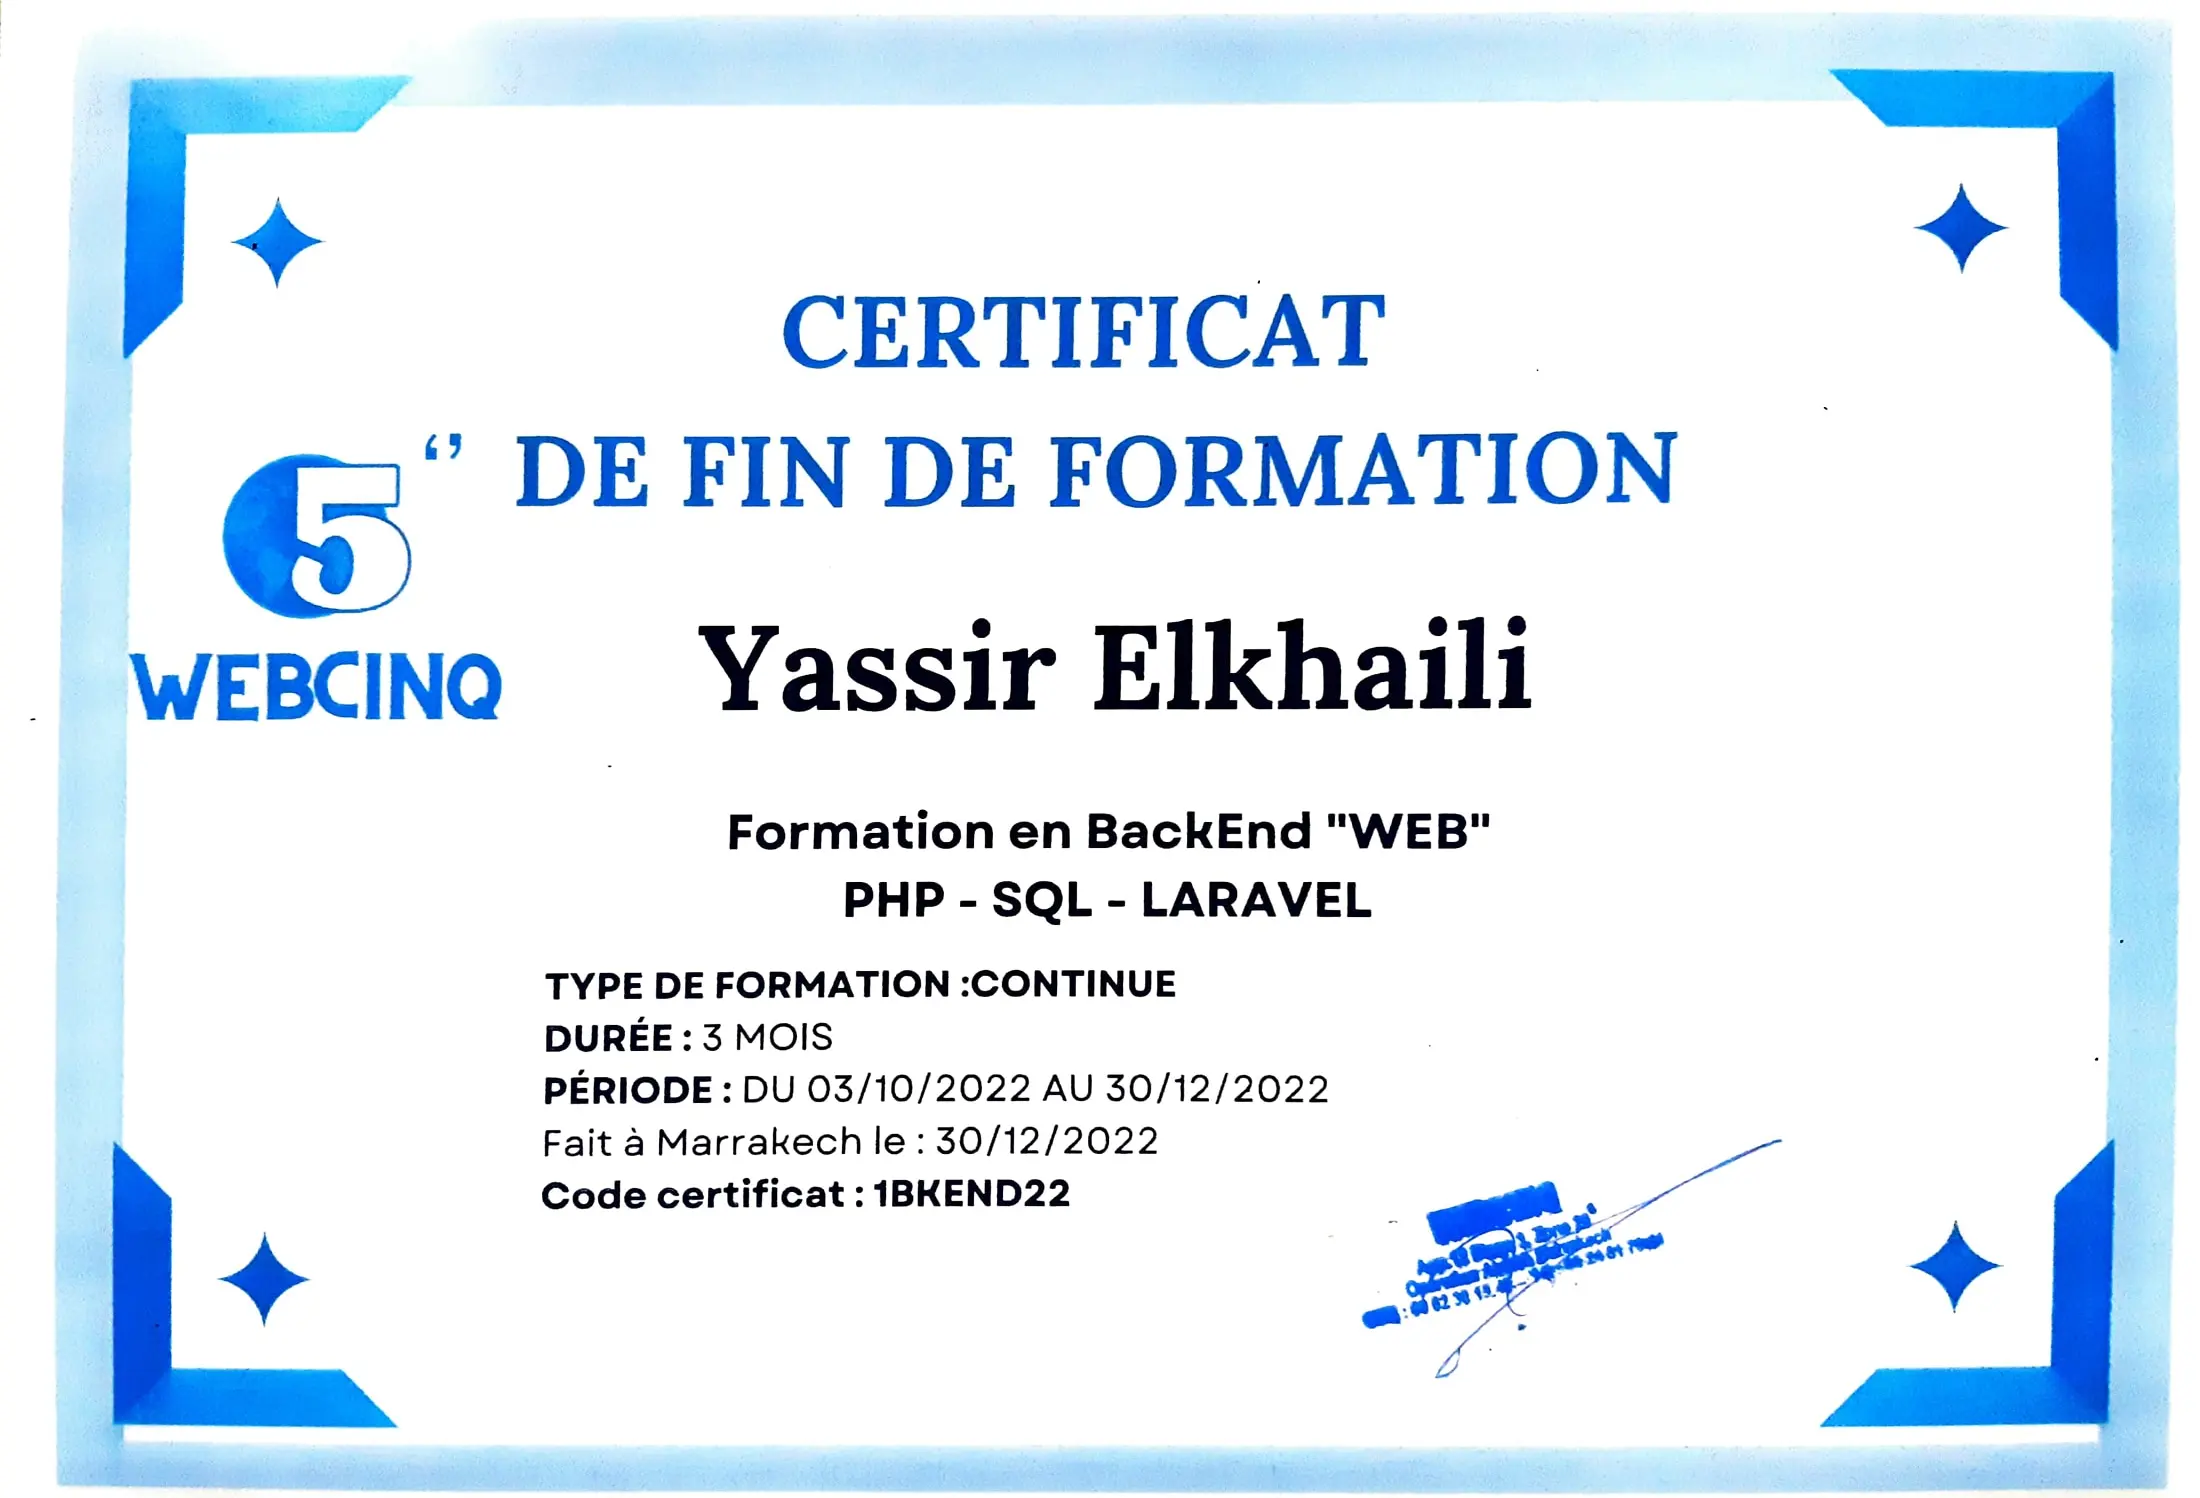 CERTIFICAT
‘’ DE FIN DE FORMATION
5
WEBCINQ
Yassir Elkhaili
Formation en BackEnd "WEB"
PHP - SQL - LARAVEL
TYPE DE FORMATION :CONTINUE
DURÉE : 3 MOIS
PÉRIODE : DU 03/10/2022 AU 30/12/2022
Fait à Marrakech le : 30/12/2022
Code certificat : 1BKEND22